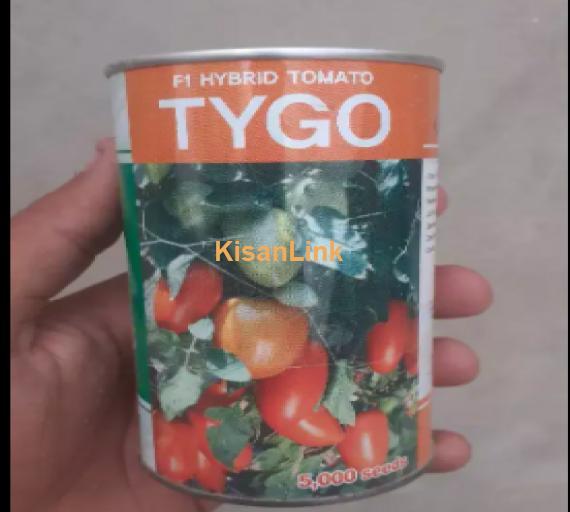 F1 HYBRID TOMATO
TYGO
KisanLink
5,000 seeds